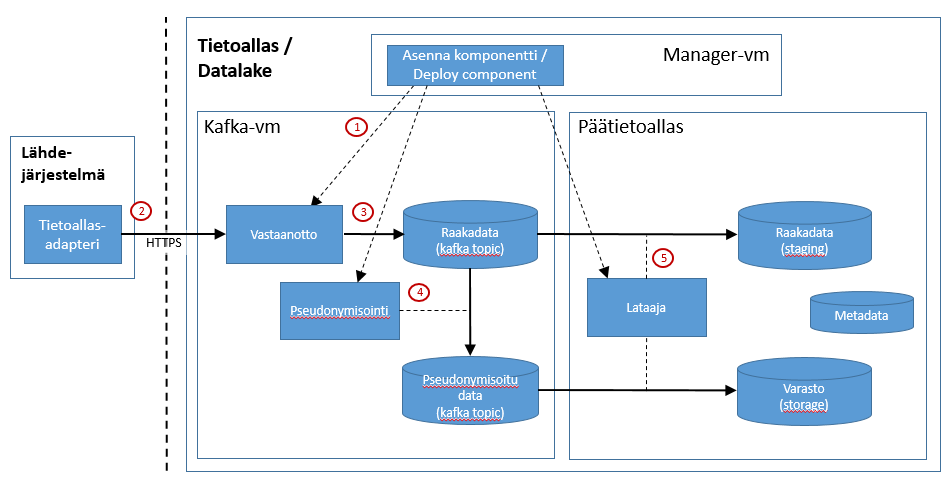 Tietoallas /
Datalake
Asenna komponentti /
Deploy component
Manager-vm
Kafka-vm
Päätietoallas
Lähde-
järjestelmä
1
Tietoallas-
adapteri
2
HTTPS
Vastaanotto
3
Raakadata
(kafka topic)
Raakadata
(staging)
5
Pseudonymisointi
4
Lataaja
Metadata
Pseudonymisoitu
data
(kafka topic)
Varasto
(storage)